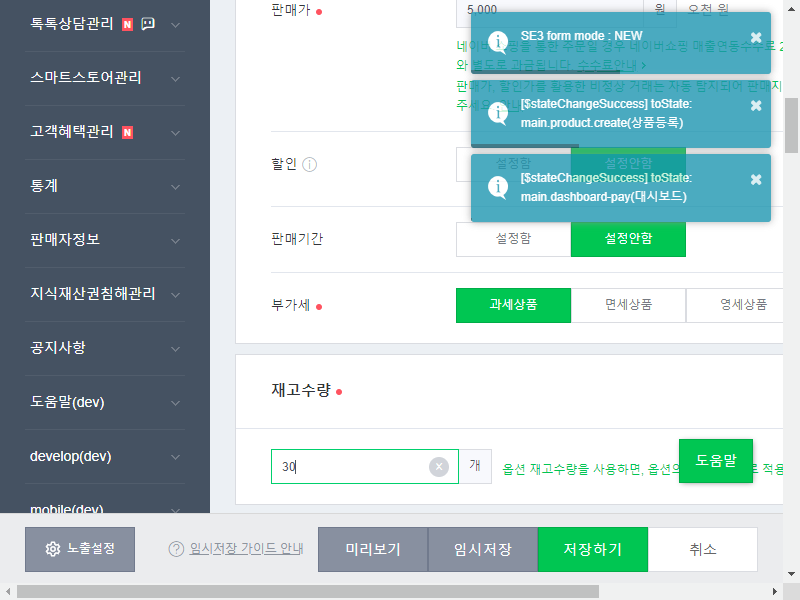 톡톡상담관리 N
스마트스토어관리
고객혜택관리 N
통계
판매자정보
지식재산권침해관리
공지사항
도움말(dev)
develop(dev)
mobile(dev)
판매가
5,000
원
오천 원
SE3 form mode : NEW
[$stateChangeSuccess] toState:
main.product.create(상품등록)
[$stateChangeSuccess] toState:
main.dashboard-pay(대시보드)
네이버쇼핑을 통한 주문일 경우 네이버쇼핑 매출연동수수료 2
와 별도로 과금됩니다. 수수료안내 >
판매가, 할인가를 활용한 비정상 거래는 자동 탐지되어 판매지
주세요.
할인
설정함
설정안함
판매기간
설정함
설정안함
부가세
과세상품
면세상품
영세상품
재고수량
30
개
옵션 재고수량을 사용하면, 옵션의
로 적용
도움말
노출설정
임시저장 가이드 안내
미리보기
임시저장
저장하기
취소